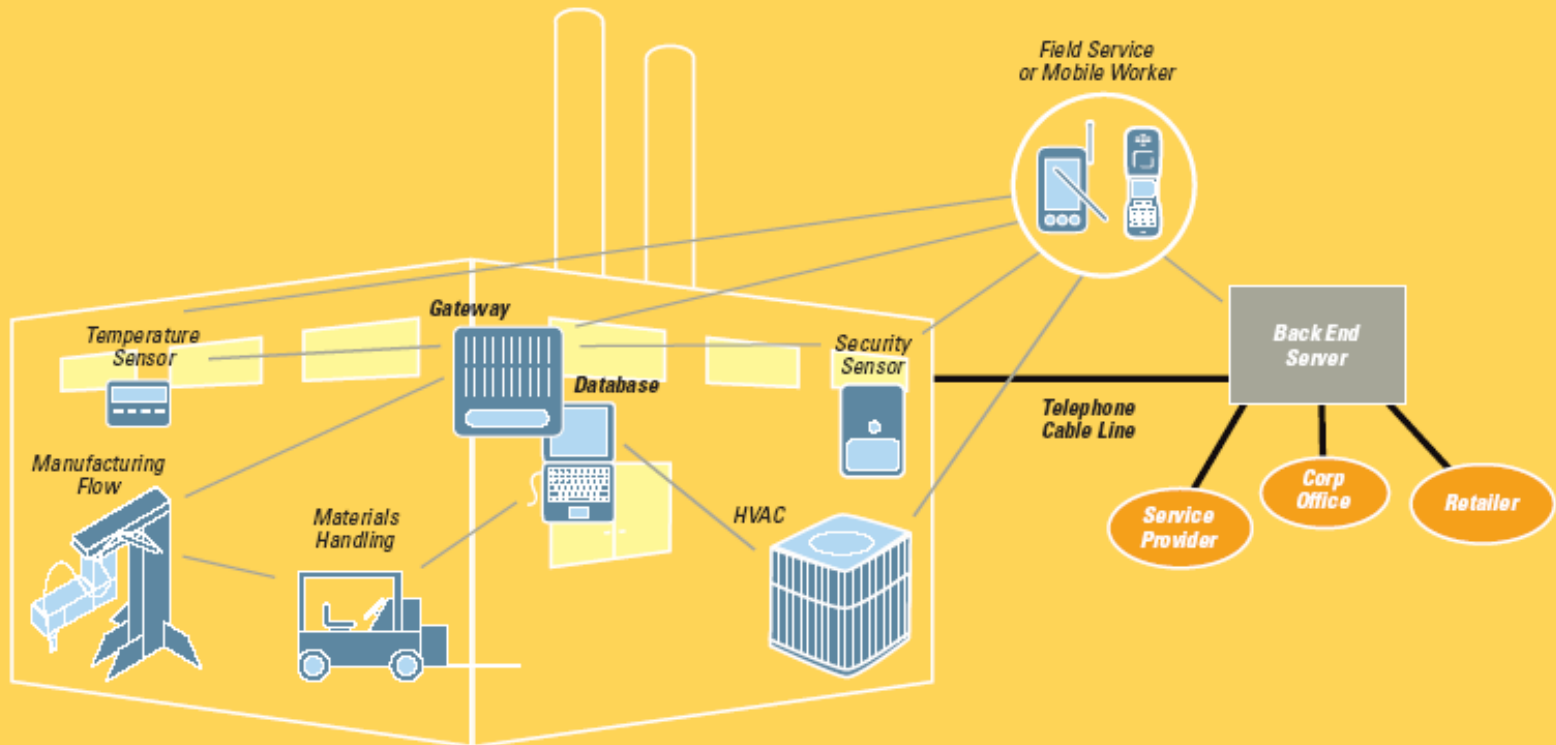 Field Service
or Mobile Worker
Gateway
Temperature
Sensor
Security
Sensor
Back End
Server
Database
Telephone
Cable Line
Manufacturing
Flow
Materials
Handling
HVAC
Service
Provider
Corp
Office
Retailer